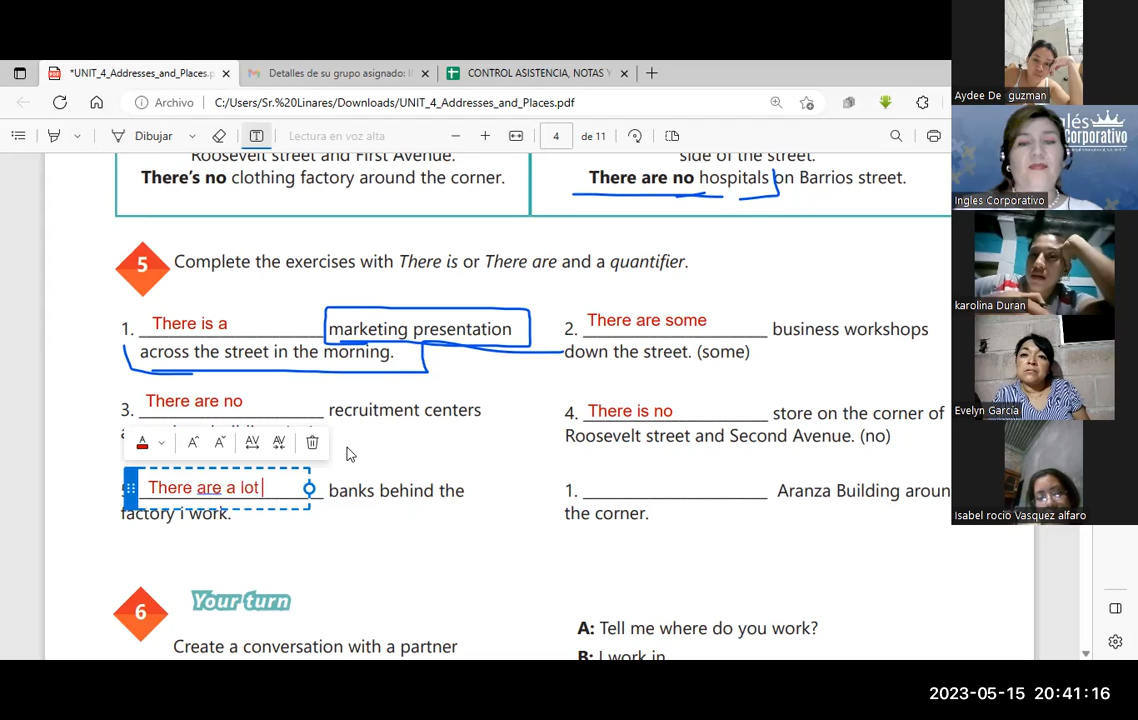 *UNIT_4_Addresses_and_Places.p
Detalles de su grupo asignado: II
CONTROL ASISTENCIA, NOTAS Y
Archivo
C:/Users/Sr.%20Linares/Downloads/UNIT_4_Addresses_and_Places.pdf
Dibujar
Lectura en voz alta
4
de 11
Roosevelt street and First Avenue.
There's no clothing factory around the corner.
side of the street.
There are no hospitals on Barrios street.
5
Complete the exercises with There is or There are and a quantifier.
1. There is a marketing presentation
across the street in the morning.
2. There are some business workshops
down the street. (some)
3. There are no recruitment centers
4. There is no store on the corner of
Roosevelt street and Second Avenue. (no)
There are a lot banks behind the
factory i work.
1. Aranza Building aroun
the corner.
6
Your turn
Create a conversation with a partner
A: Tell me where do you work?
B: I work in
Aydee De guzman
glés
Corporativo
Ingles Corporativo
karolina Duran
Evelyn García
Isabel rocio Vasquez alfaro
2023-05-15 20:41:16